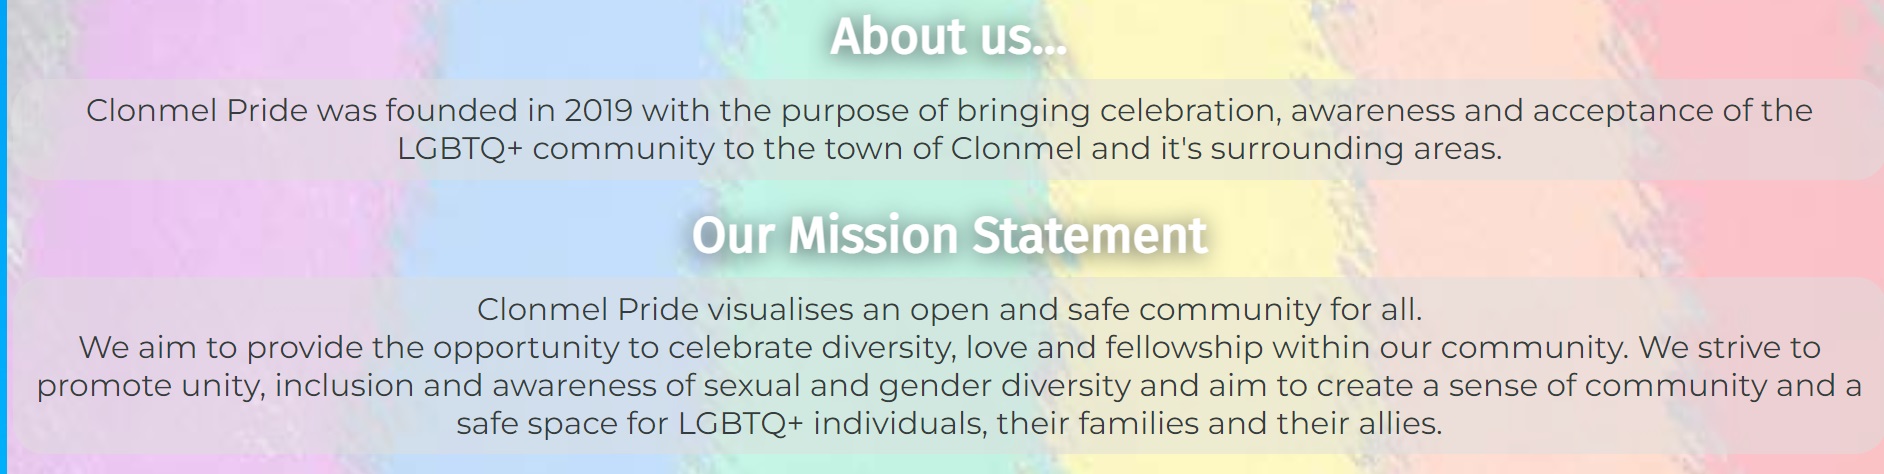 About us...
Clonmel Pride was founded in 2019 with the purpose of bringing celebration, awareness and acceptance of the
LGBTQ+ community to the town of Clonmel and it's surrounding areas.
Our Mission Statement
Clonmel Pride visualises an open and safe community for all.
We aim to provide the opportunity to celebrate diversity, love and fellowship within our community. We strive to
promote unity, inclusion and awareness of sexual and gender diversity and aim to create a sense of community and a
safe space for LGBTQ+ individuals, their families and their allies.